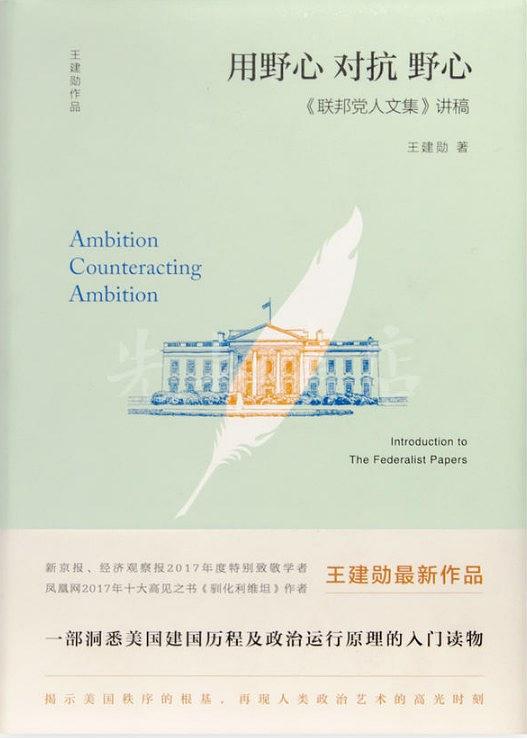 王建勋作品
用野心 对抗 野心
《联邦党人文集》讲稿
王建勋 著
Ambition
Counteracting
Ambition
Introduction to
The Federalist Papers
新京报、经济观察报2017年度特别致敬学者
凤凰网2017年十大高见之书《驯化利维坦》作者
王建勋最新作品
一部洞悉美国建国历程及政治运行原理的入门读物
揭示美国秩序的根基，再现人类政治艺术的高光时刻